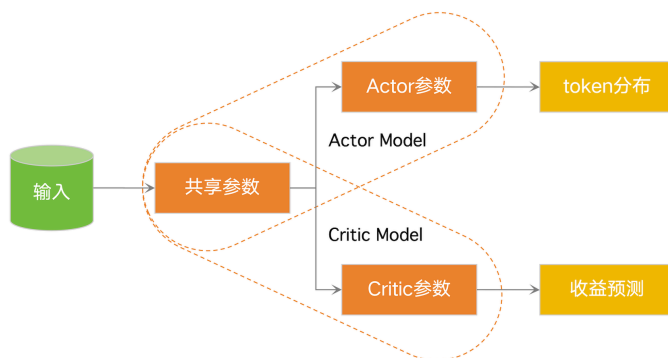 Actor参数
token分布
Actor Model
输入
共享参数
Critic Model
Critic参数
收益预测